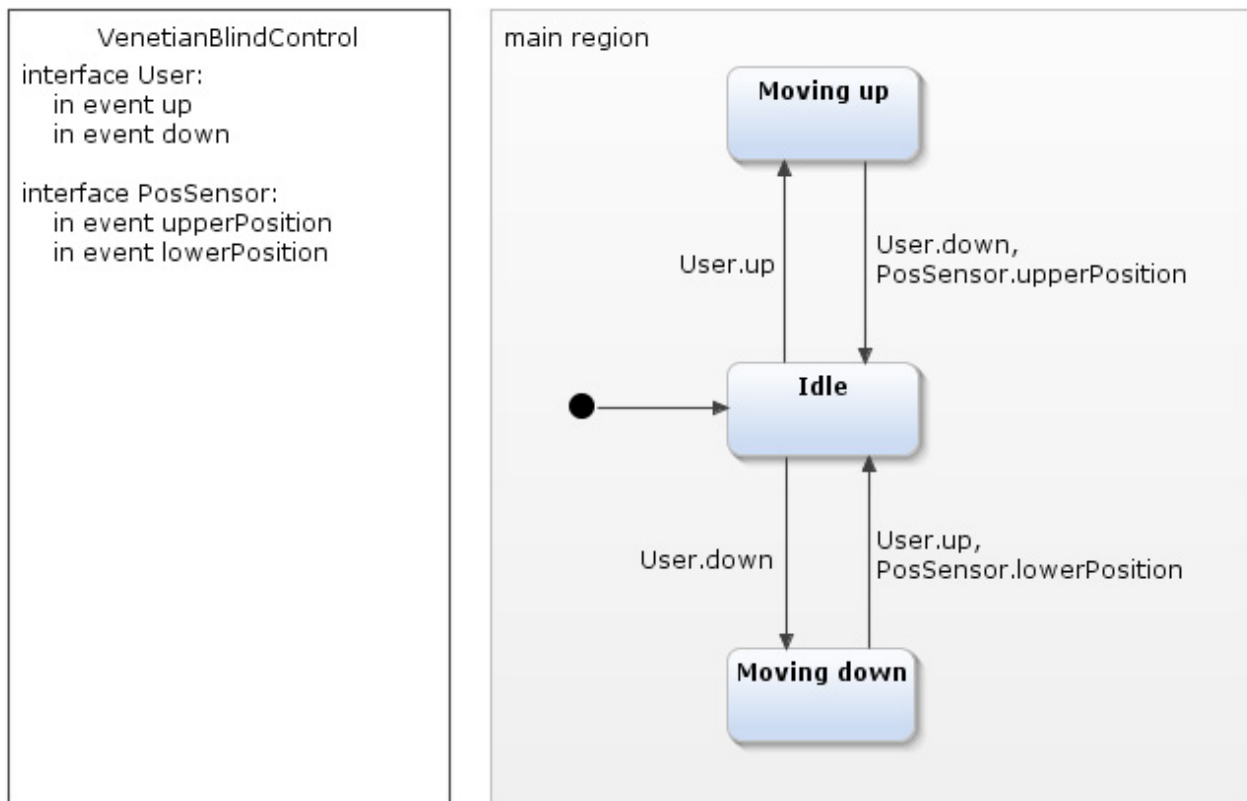 VenetianBlindControl
interface User:
in event up
in event down
interface PosSensor:
in event upperPosition
in event lowerPosition
main region
Moving up
User.up
User.down,
PosSensor.upperPosition
Idle
User.down
User.up,
PosSensor.lowerPosition
Moving down